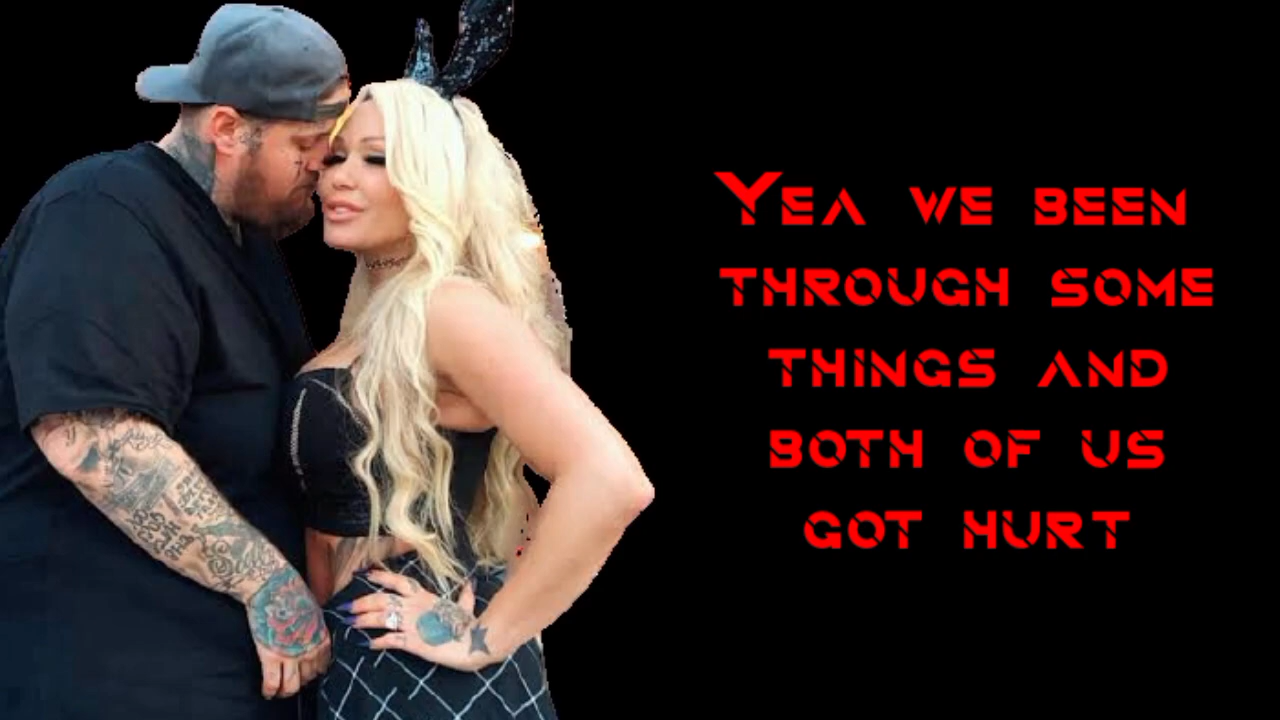 Yea we been
through some
things and
both of us
got hurt